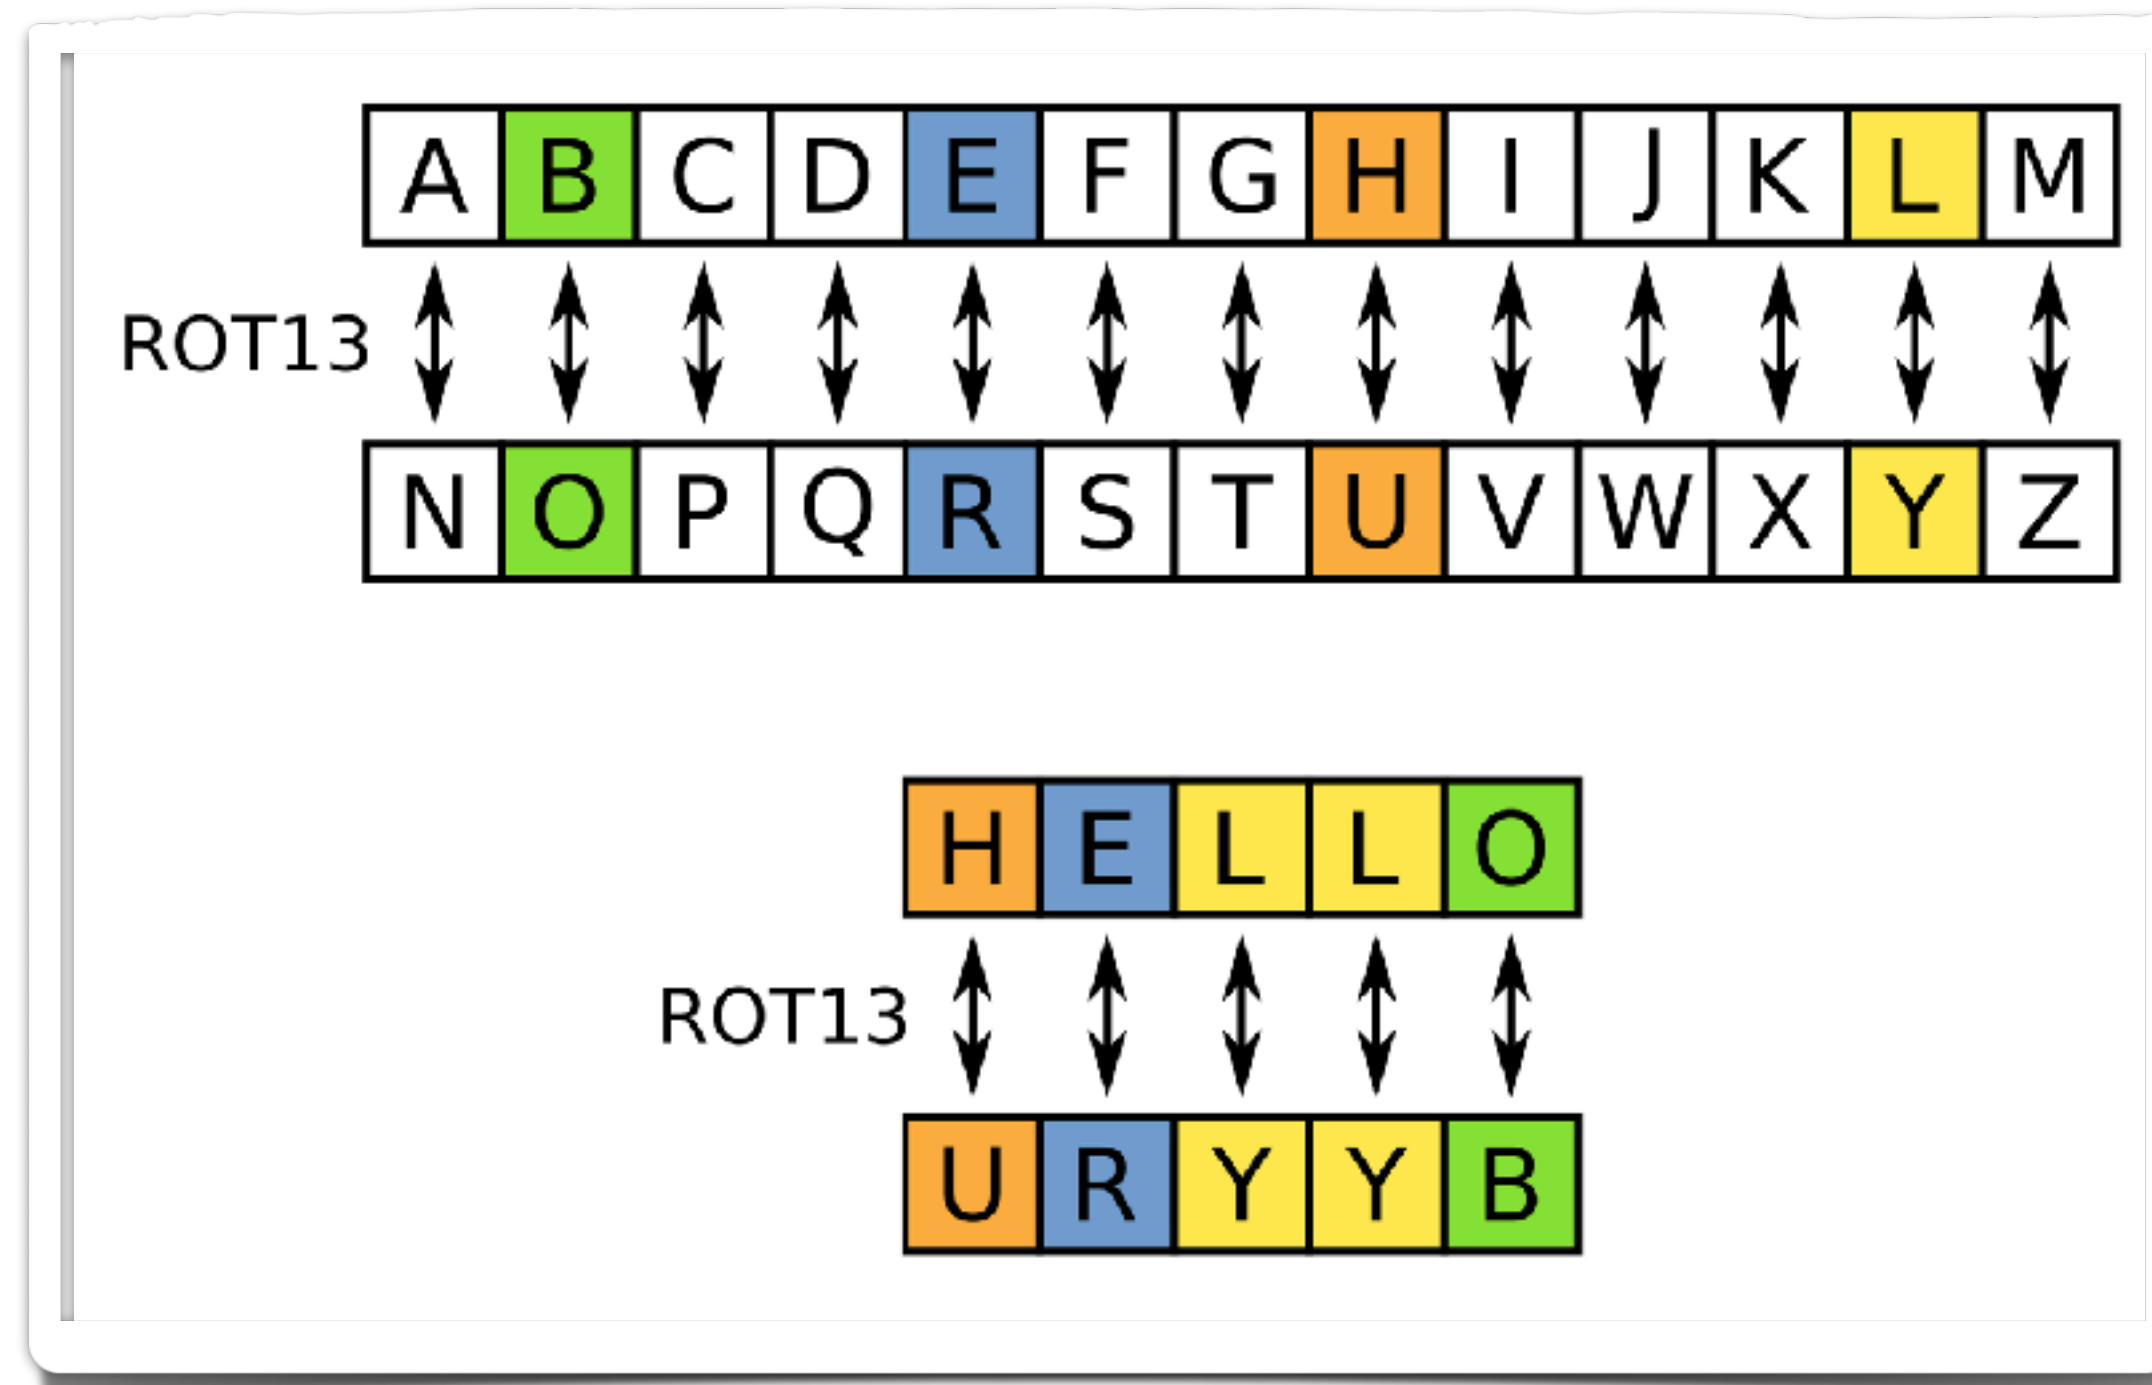 A B C D E F G H I J K L M
ROT13
N O P Q R S T U V W X Y Z
H E L L O
ROT13
U R Y Y B